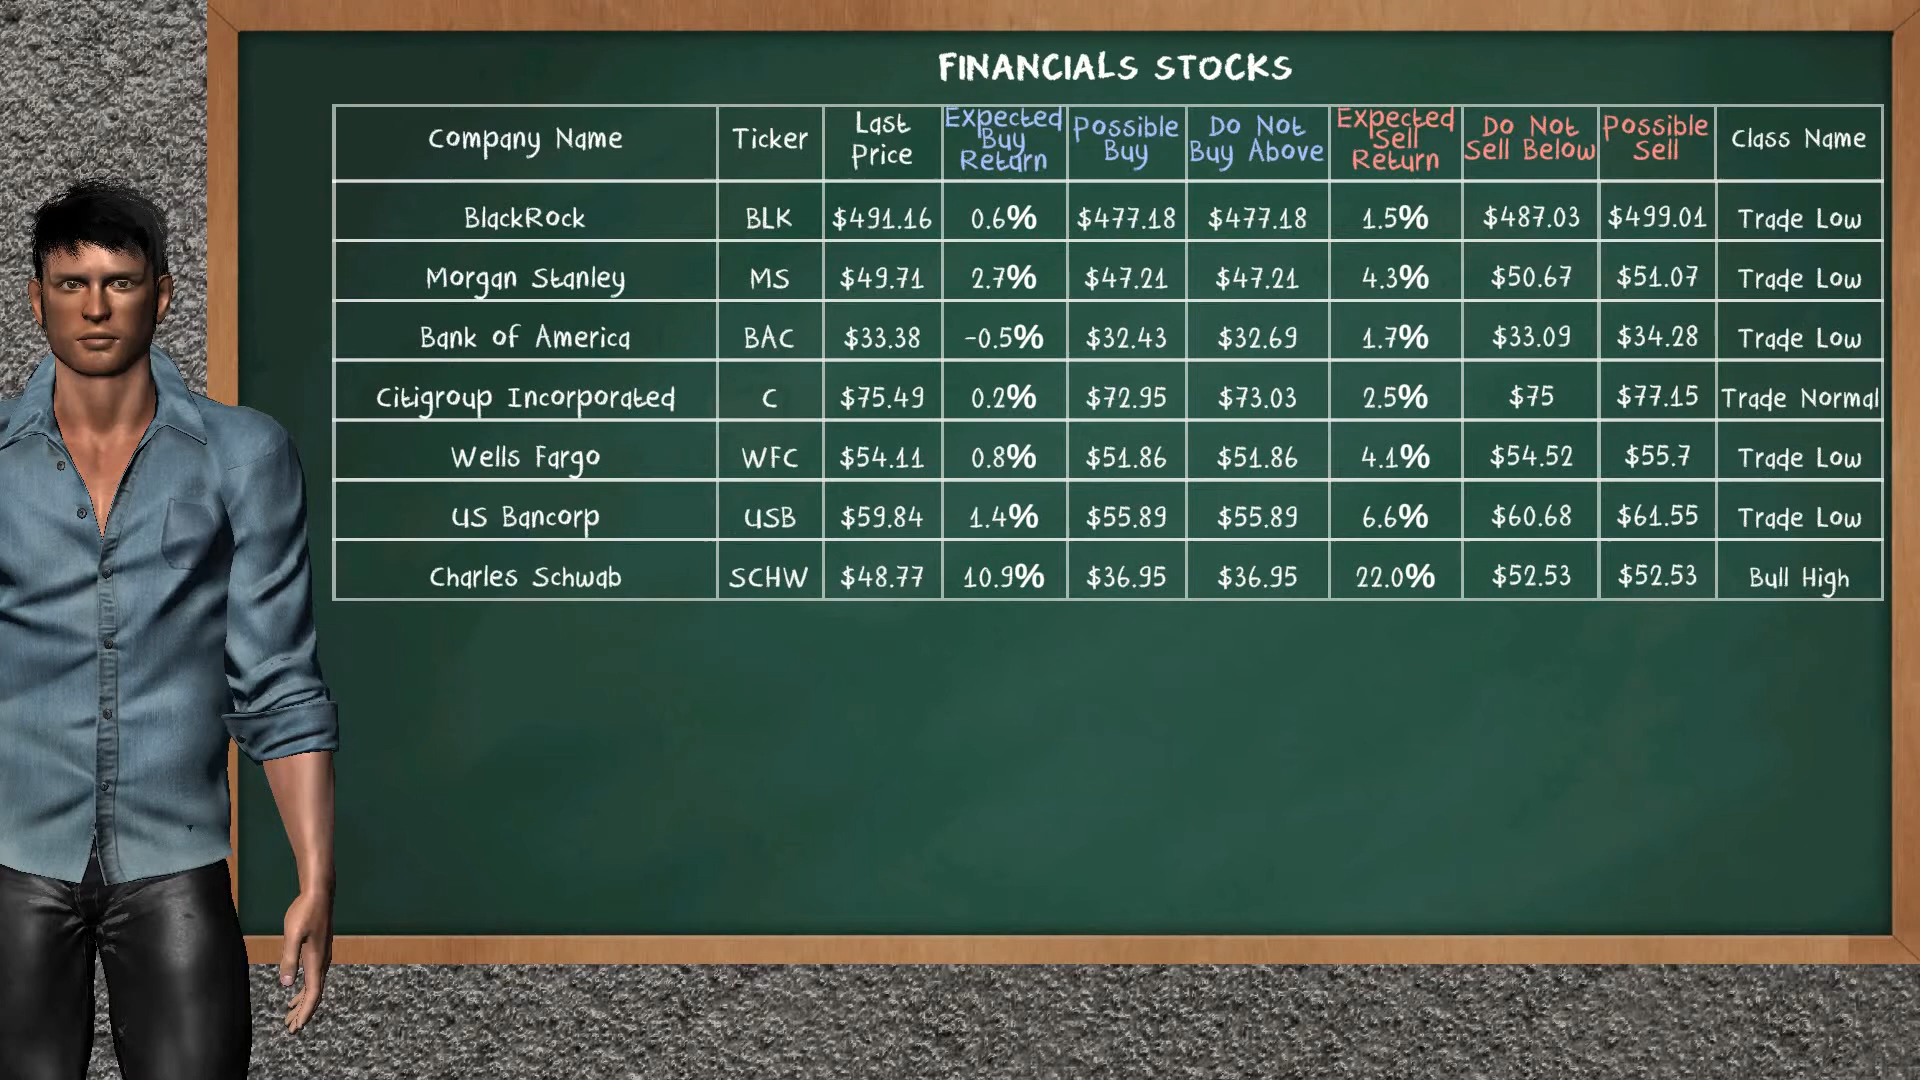 FINANCIALS STOCKS
Company Name Ticker Last Price Expected Buy Return Possible Buy Do Not Buy Above Expected Sell Return Do Not Sell Below Possible Sell Class Name
BlackRock BLK $491.16 0.6% $477.18 $477.18 1.5% $487.03 $499.01 Trade Low
Morgan Stanley MS $49.71 2.7% $47.21 $47.21 4.3% $50.67 $51.07 Trade Low
Bank of America BAC $33.38 -0.5% $32.43 $32.69 1.7% $33.09 $34.28 Trade Low
Citigroup Incorporated C $75.49 0.2% $72.95 $73.03 2.5% $75 $77.15 Trade Normal
Wells Fargo WFC $54.11 0.8% $51.86 $51.86 4.1% $54.52 $55.7 Trade Low
US Bancorp USB $59.84 1.4% $55.89 $55.89 6.6% $60.68 $61.55 Trade Low
Charles Schwab SCHW $48.77 10.9% $36.95 $36.95 22.0% $52.53 $52.53 Bull High